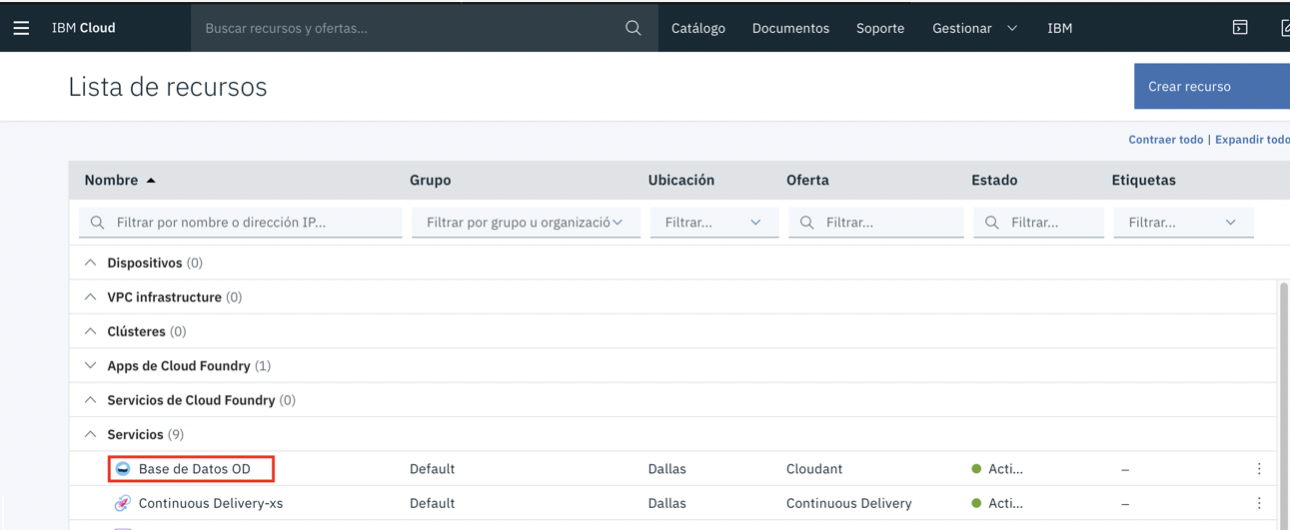 IBM Cloud Buscar recursos y ofertas... Catálogo Documentos Soporte Gestionar IBM
Lista de recursos
Crear recurso
Contraer todo | Expandir todo
Nombre Grupo Ubicación Oferta Estado Etiquetas
Filtrar por nombre o dirección IP... Filtrar por grupo u organizació Filtrar... Filtrar... Filtrar... Filtrar...
Dispositivos (0)
VPC infrastructure (0)
Clústeres (0)
Apps de Cloud Foundry (1)
Servicios de Cloud Foundry (0)
Servicios (9)
Base de Datos OD Default Dallas Cloudant Acti... –
Continuous Delivery-xs Default Dallas Continuous Delivery Acti... –